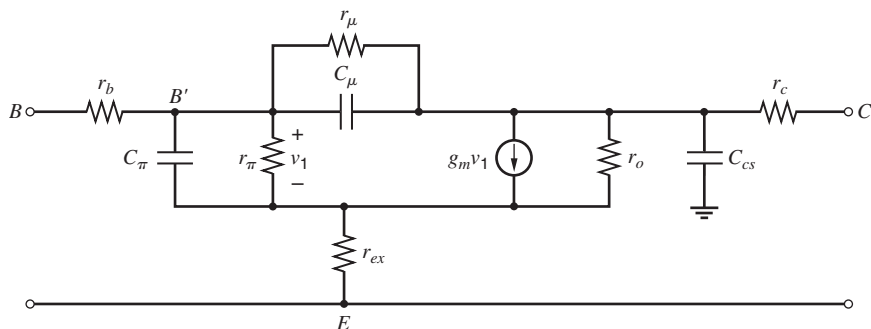 r_μ
C_μ
r_b
B'
r_c
B
C
C_π
r_π
+
v_1
−
g_m v_1
r_o
C_cs
r_ex
E